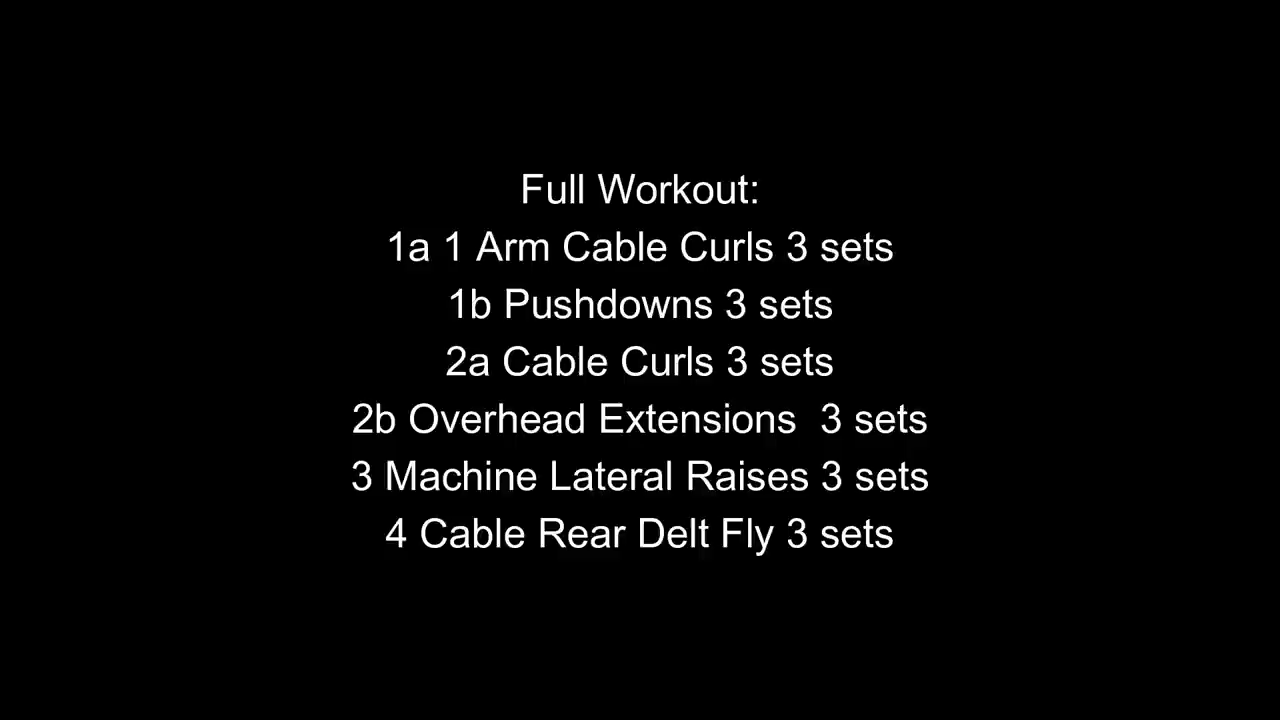 Full Workout:
1a 1 Arm Cable Curls 3 sets
1b Pushdowns 3 sets
2a Cable Curls 3 sets
2b Overhead Extensions  3 sets
3 Machine Lateral Raises 3 sets
4 Cable Rear Delt Fly 3 sets